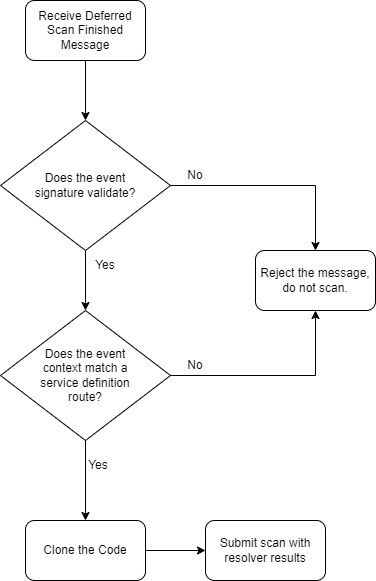 Receive Deferred
Scan Finished
Message
Does the event
signature validate?
No
Yes
Reject the message,
do not scan.
Does the event
context match a
service definition
route?
No
Yes
Clone the Code
Submit scan with
resolver results